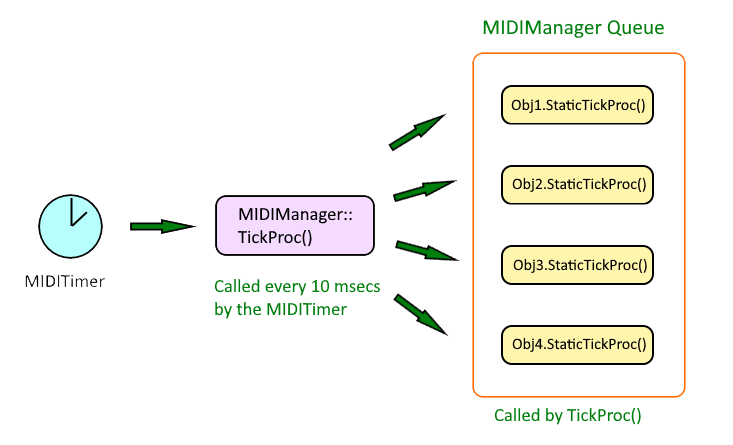 MIDIManager Queue
Obj1.StaticTickProc()
Obj2.StaticTickProc()
MIDIManager::
TickProc()
Obj3.StaticTickProc()
MIDITimer
Called every 10 msecs
by the MIDITimer
Obj4.StaticTickProc()
Called by TickProc()